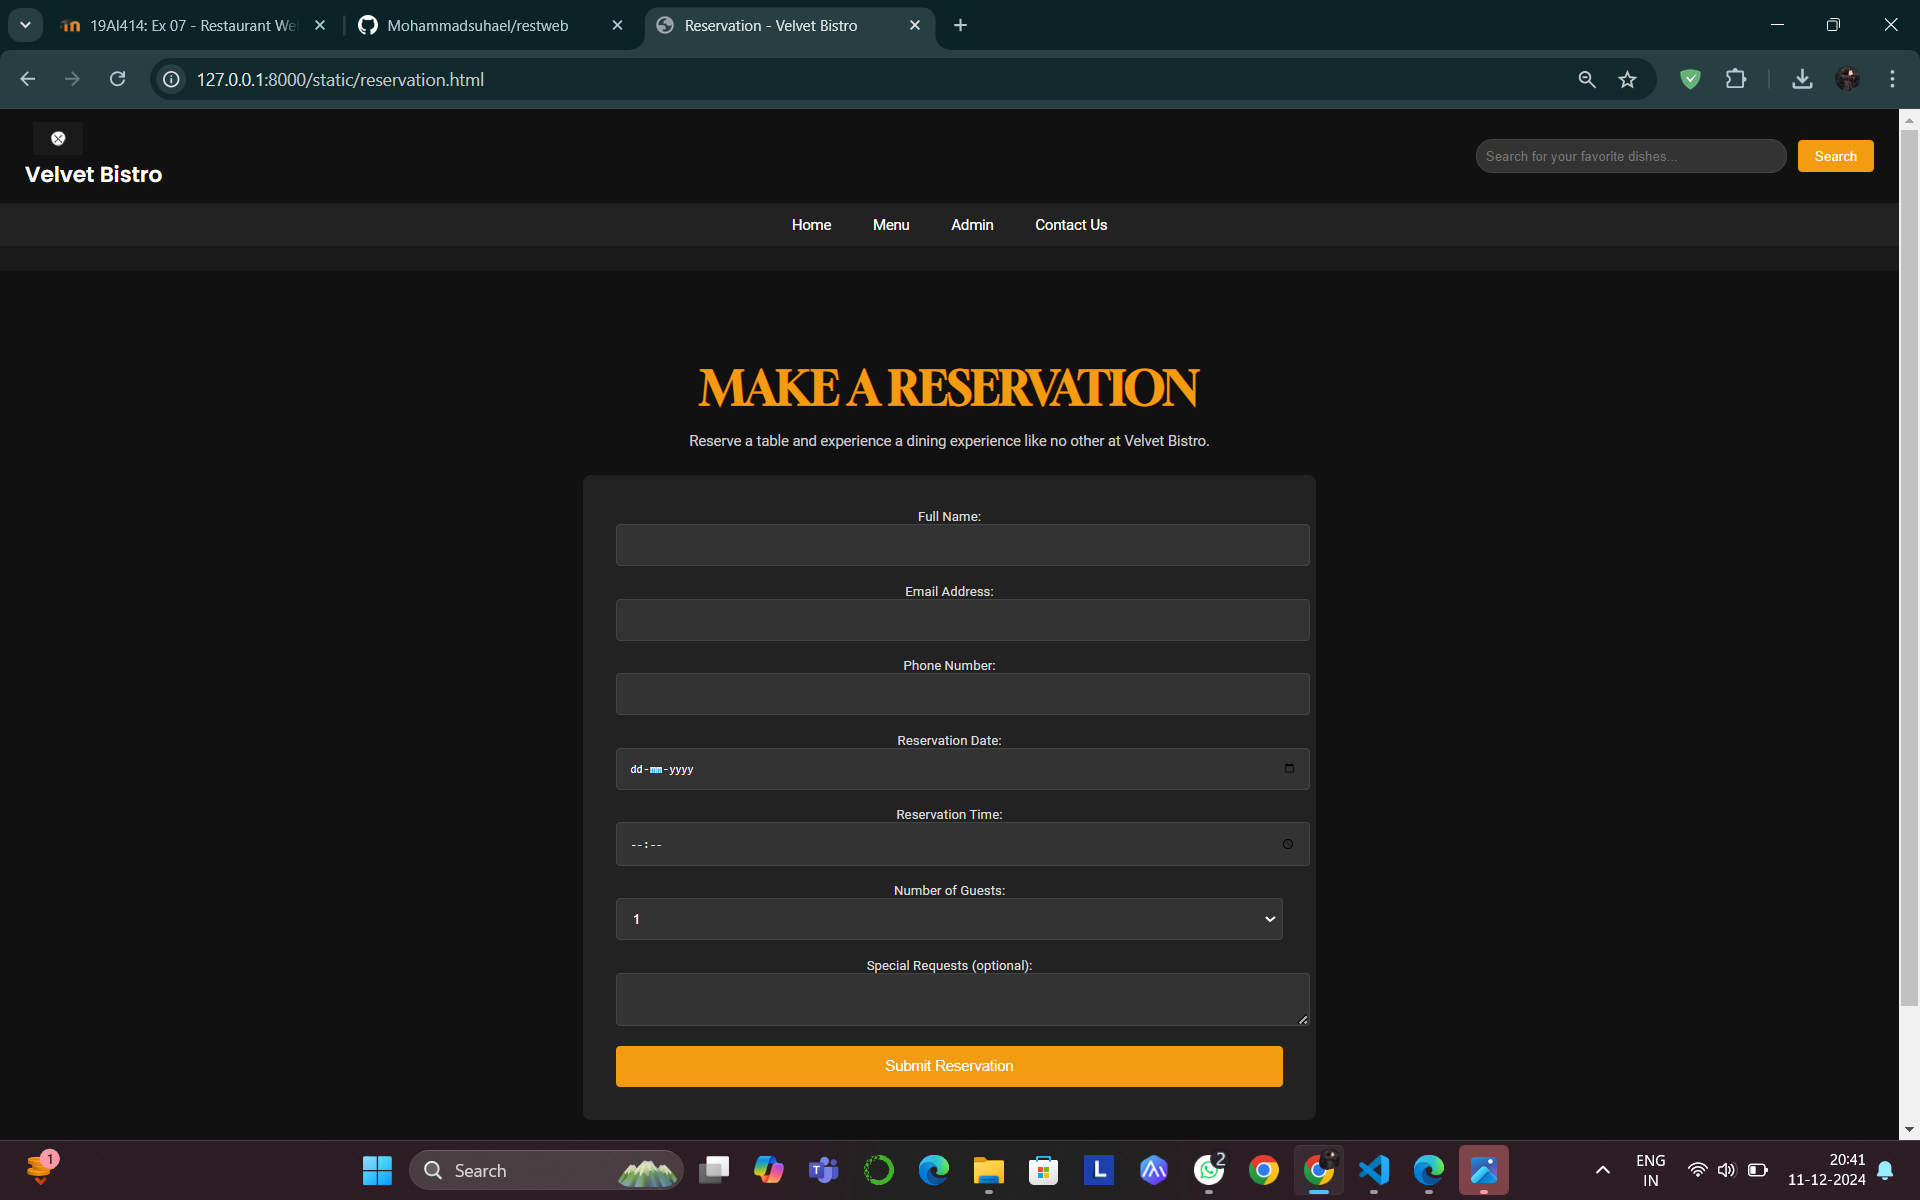 19AI414: Ex 07 - Restaurant We
Mohammadsuhael/restweb
Reservation - Velvet Bistro
127.0.0.1:8000/static/reservation.html
Velvet Bistro
Search for your favorite dishes...
Search
Home
Menu
Admin
Contact Us
MAKE A RESERVATION
Reserve a table and experience a dining experience like no other at Velvet Bistro.
Full Name:
Email Address:
Phone Number:
Reservation Date:
dd-mm-yyyy
Reservation Time:
--:--
Number of Guests:
1
Special Requests (optional):
Submit Reservation
1
Search
L
2
ENG
IN
20:41
11-12-2024